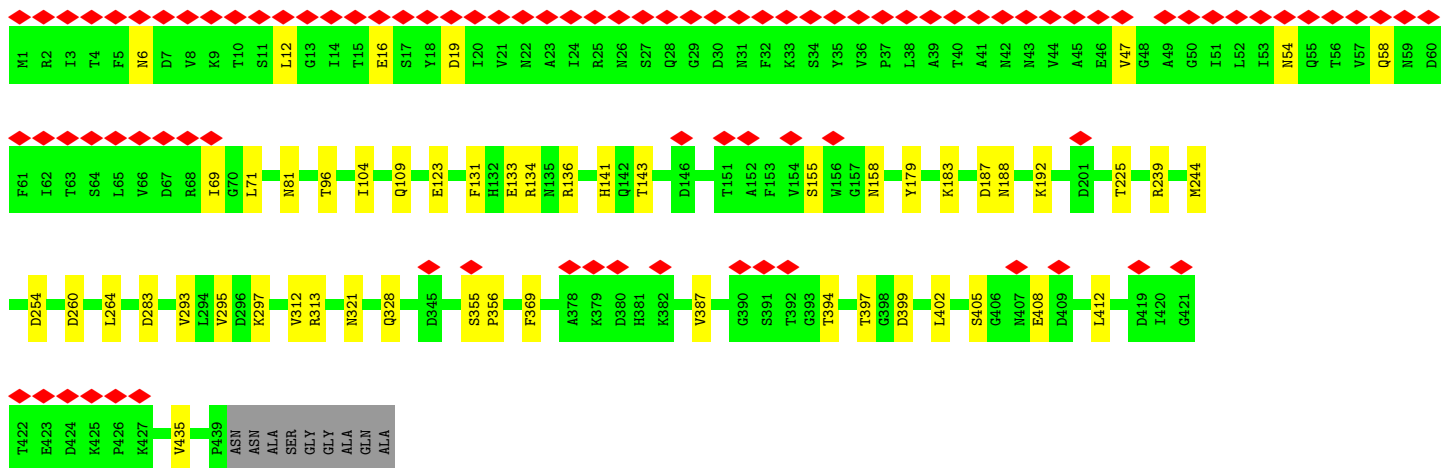 M1 R2 I3 T4 F5 N6 D7 V8 K9 T10 S11 L12 G13 I14 T15 E16 S17 Y18 D19 I20 V21 N22 A23 I24 R25 N26 S27 Q28 G29 D30 N31 F32 K33 S34 Y35 V36 P37 L38 A39 T40 A41 N42 N43 V44 A45 E46 V47 G48 A49 G50 I51 L52 I53 N54 Q55 T56 V57 Q58 N59 D60
F61 I62 T63 S64 L65 V66 D67 R68 I69 G70 L71 N81 T96 I104 Q109 E123 F131 H132 E133 R134 N135 R136 H141 Q142 T143 D146 T151 A152 F153 V154 S155 W156 G157 N158 Y179 K183 D187 N188 K192 D201 T225 R239 M244
D254 D260 L264 D283 V293 L294 V295 D296 K297 V312 R313 N321 Q328 D345 S355 P356 F369 A378 K379 D380 H381 K382 V387 G390 S391 T392 G393 T394 T397 G398 D399 L402 S405 G406 N407 E408 D409 L412 D419 I420 G421
T422 E423 D424 K425 P426 K427 V435 P439 ASN ASN ALA SER GLY GLY ALA GLN ALA